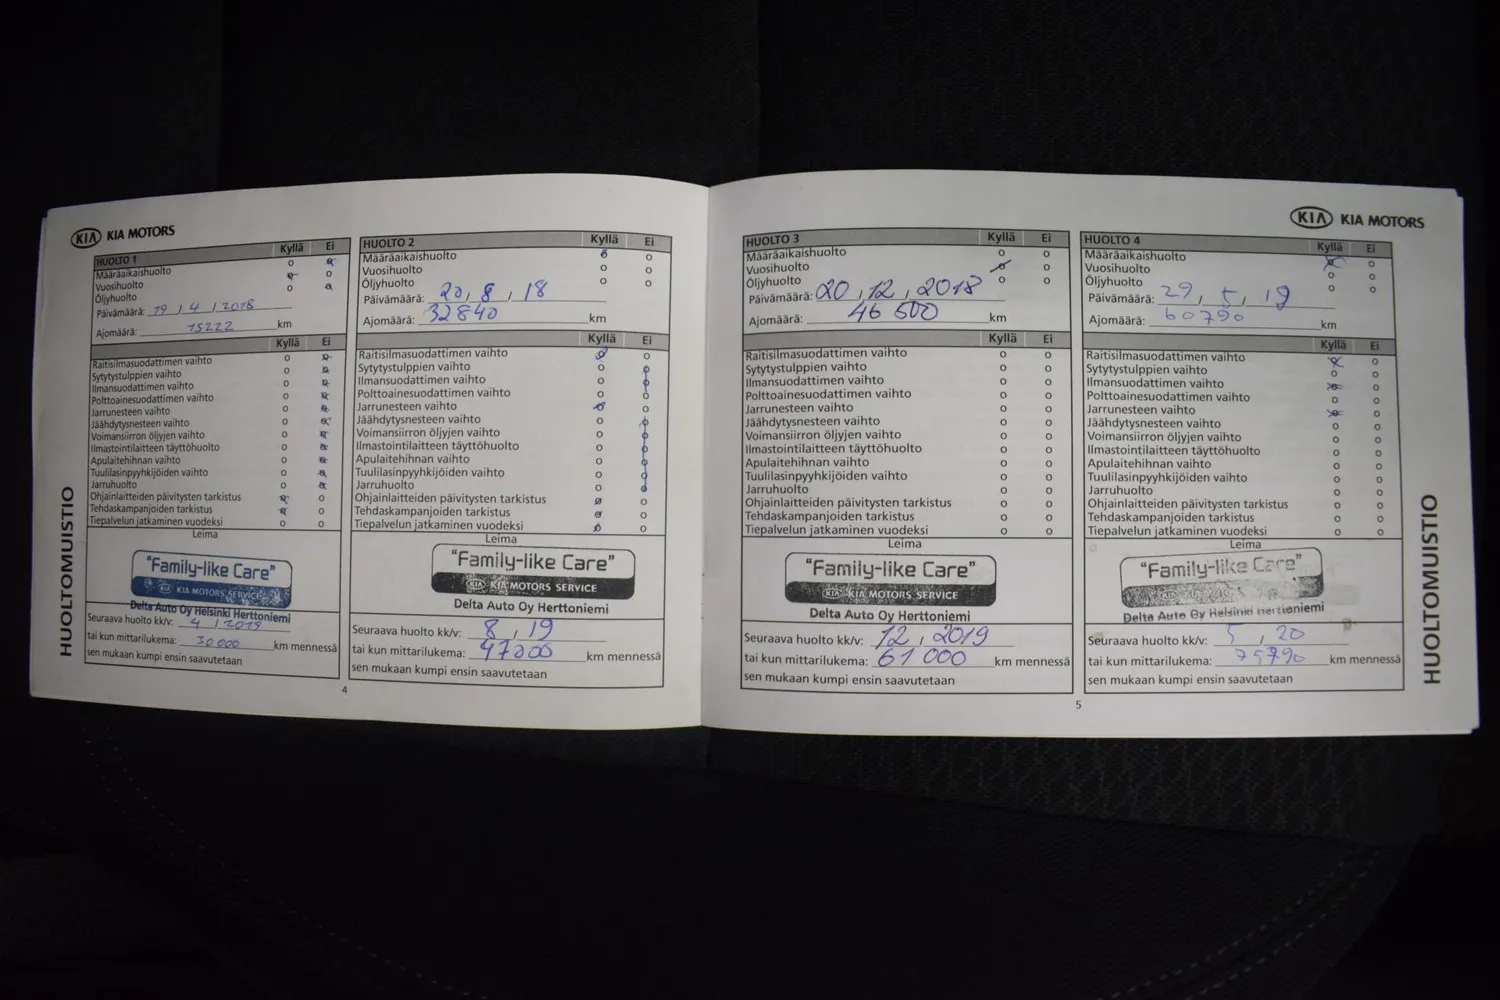 KIA KIA MOTORS
HUOLTO 1 Kyllä Ei
Määräaikaishuolto
Vuosihuolto
Öljyhuolto
Päivämäärä: 19 / 4 / 2018
Ajomäärä: 15222 km
Kyllä Ei
Raitisilmasuodattimen vaihto
Sytytystulppien vaihto
Ilmansuodattimen vaihto
Polttoainesuodattimen vaihto
Jarrunesteen vaihto
Jäähdytysnesteen vaihto
Voimansiirron öljyjen vaihto
Ilmastointilaitteen täyttöhuolto
Apulaitehihnan vaihto
Tuulilasinpyyhkijöiden vaihto
Jarruhuolto
Ohjainlaitteiden päivitysten tarkistus
Tehdaskampanjoiden tarkistus
Tiepalvelun jatkaminen vuodeksi
Leima
"Family-like Care"
KIA KIA MOTORS SERVICE
Delta Auto Oy Helsinki Herttoniemi
Seuraava huolto kk/v: 4 / 2019
tai kun mittarilukema: 30000 km mennessä
sen mukaan kumpi ensin saavutetaan
HUOLTO 2 Kyllä Ei
Määräaikaishuolto
Vuosihuolto
Öljyhuolto
Päivämäärä: 20, 8, 18
Ajomäärä: 32840 km
Kyllä Ei
Raitisilmasuodattimen vaihto
Sytytystulppien vaihto
Ilmansuodattimen vaihto
Polttoainesuodattimen vaihto
Jarrunesteen vaihto
Jäähdytysnesteen vaihto
Voimansiirron öljyjen vaihto
Ilmastointilaitteen täyttöhuolto
Apulaitehihnan vaihto
Tuulilasinpyyhkijöiden vaihto
Jarruhuolto
Ohjainlaitteiden päivitysten tarkistus
Tehdaskampanjoiden tarkistus
Tiepalvelun jatkaminen vuodeksi
Leima
"Family-like Care"
KIA KIA MOTORS SERVICE
Delta Auto Oy Herttoniemi
Seuraava huolto kk/v: 8, 19
tai kun mittarilukema: 47000 km mennessä
sen mukaan kumpi ensin saavutetaan
HUOLTOMUISTIO
4
KIA KIA MOTORS
HUOLTO 3 Kyllä Ei
Määräaikaishuolto
Vuosihuolto
Öljyhuolto
Päivämäärä: 20, 12, 2018
Ajomäärä: 46 500 km
Kyllä Ei
Raitisilmasuodattimen vaihto
Sytytystulppien vaihto
Ilmansuodattimen vaihto
Polttoainesuodattimen vaihto
Jarrunesteen vaihto
Jäähdytysnesteen vaihto
Voimansiirron öljyjen vaihto
Ilmastointilaitteen täyttöhuolto
Apulaitehihnan vaihto
Tuulilasinpyyhkijöiden vaihto
Jarruhuolto
Ohjainlaitteiden päivitysten tarkistus
Tehdaskampanjoiden tarkistus
Tiepalvelun jatkaminen vuodeksi
Leima
"Family-like Care"
KIA KIA MOTORS SERVICE
Delta Auto Oy Herttoniemi
Seuraava huolto kk/v: 12, 2019
tai kun mittarilukema: 61 000 km mennessä
sen mukaan kumpi ensin saavutetaan
HUOLTO 4 Kyllä Ei
Määräaikaishuolto
Vuosihuolto
Öljyhuolto
Päivämäärä: 29, 5, 19
Ajomäärä: 60790 km
Kyllä Ei
Raitisilmasuodattimen vaihto
Sytytystulppien vaihto
Ilmansuodattimen vaihto
Polttoainesuodattimen vaihto
Jarrunesteen vaihto
Jäähdytysnesteen vaihto
Voimansiirron öljyjen vaihto
Ilmastointilaitteen täyttöhuolto
Apulaitehihnan vaihto
Tuulilasinpyyhkijöiden vaihto
Jarruhuolto
Ohjainlaitteiden päivitysten tarkistus
Tehdaskampanjoiden tarkistus
Tiepalvelun jatkaminen vuodeksi
Leima
"Family-like Care"
Delta Auto Oy Helsinki Herttoniemi
Seuraava huolto kk/v: 5, 20
tai kun mittarilukema: 75790 km mennessä
sen mukaan kumpi ensin saavutetaan
HUOLTOMUISTIO
5